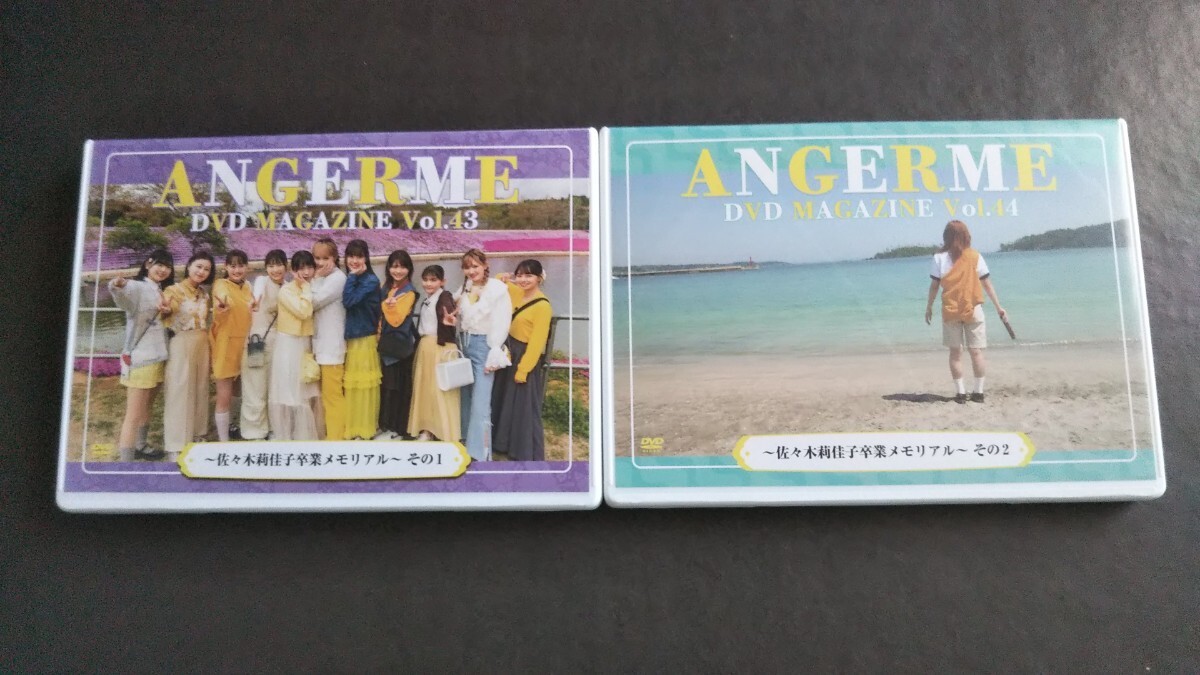 ANGERME
DVD MAGAZINE Vol.43
DVD
～佐々木莉佳子卒業メモリアル～ その1
ANGERME
DVD MAGAZINE Vol.44
DVD
～佐々木莉佳子卒業メモリアル～ その2